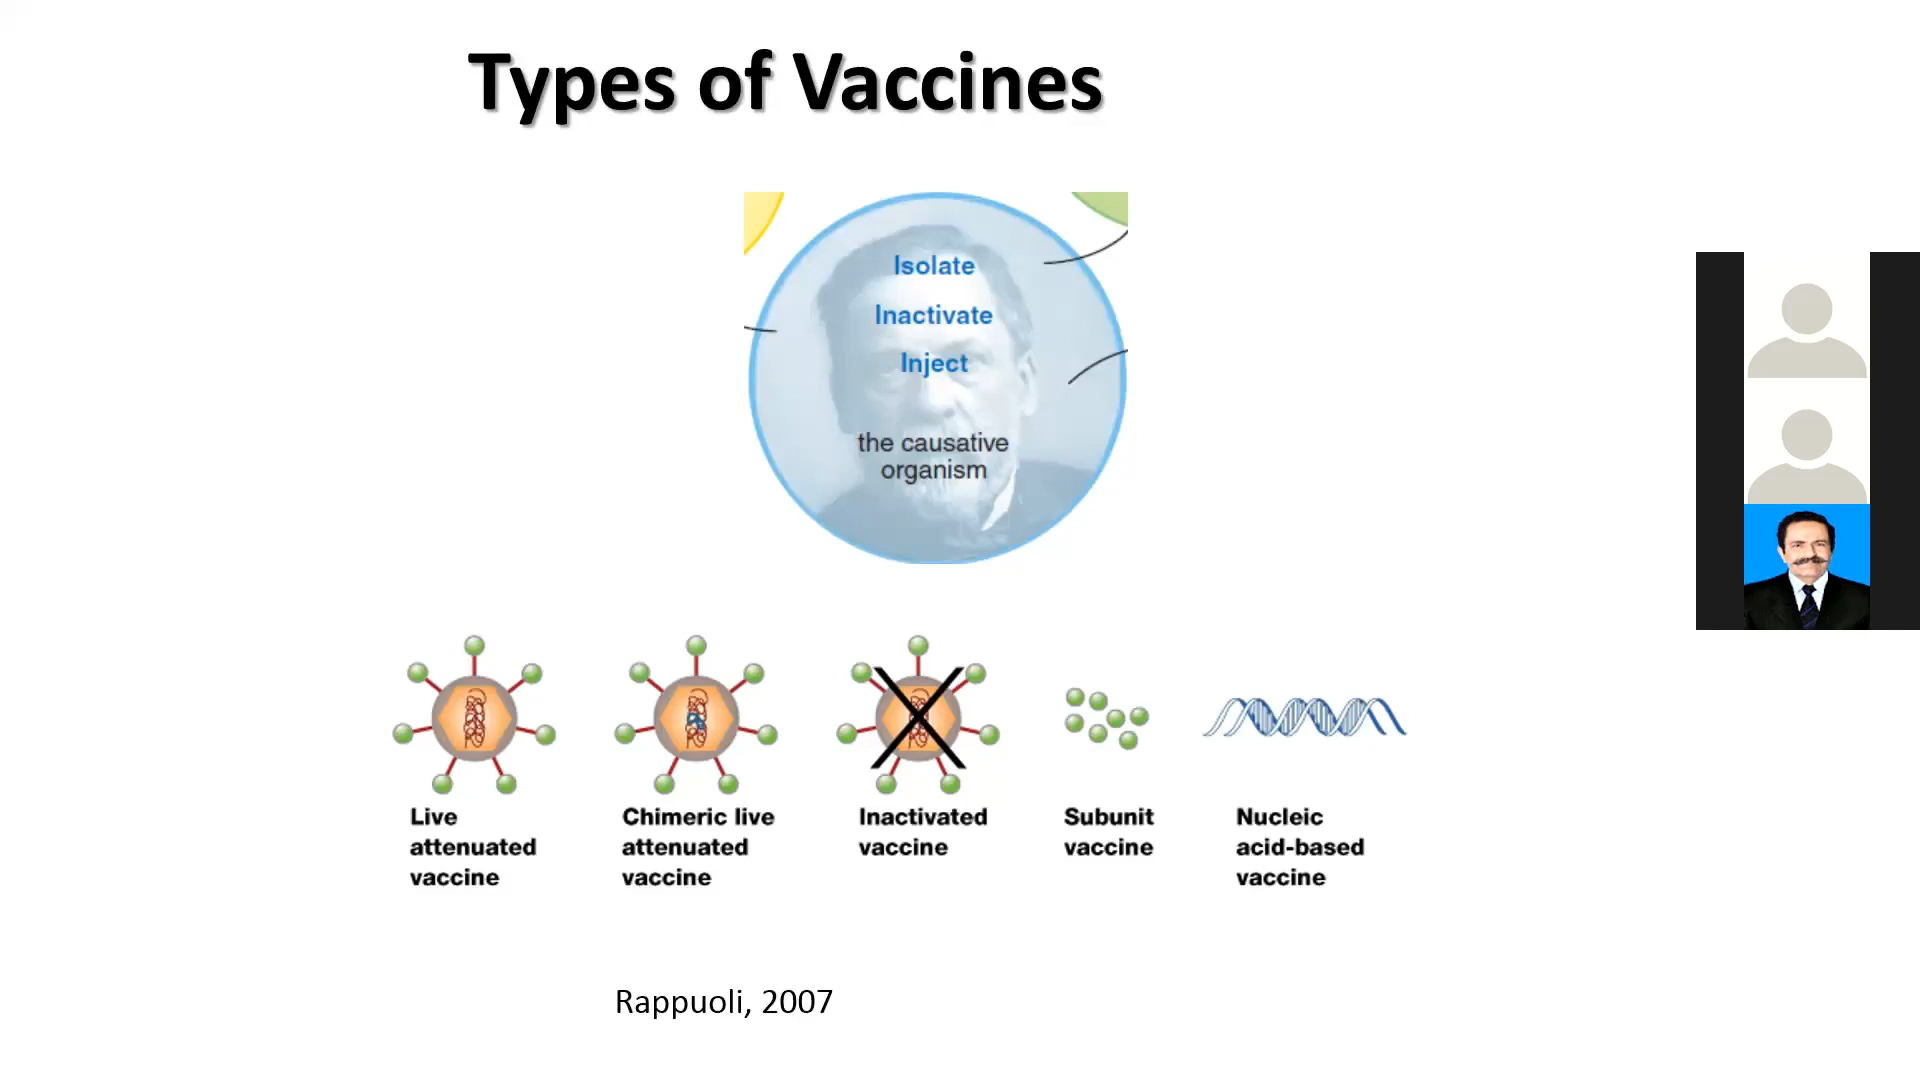 Types of Vaccines
Isolate
Inactivate
Inject
the causative
organism
Live
attenuated
vaccine
Chimeric live
attenuated
vaccine
Inactivated
vaccine
Subunit
vaccine
Nucleic
acid-based
vaccine
Rappuoli, 2007